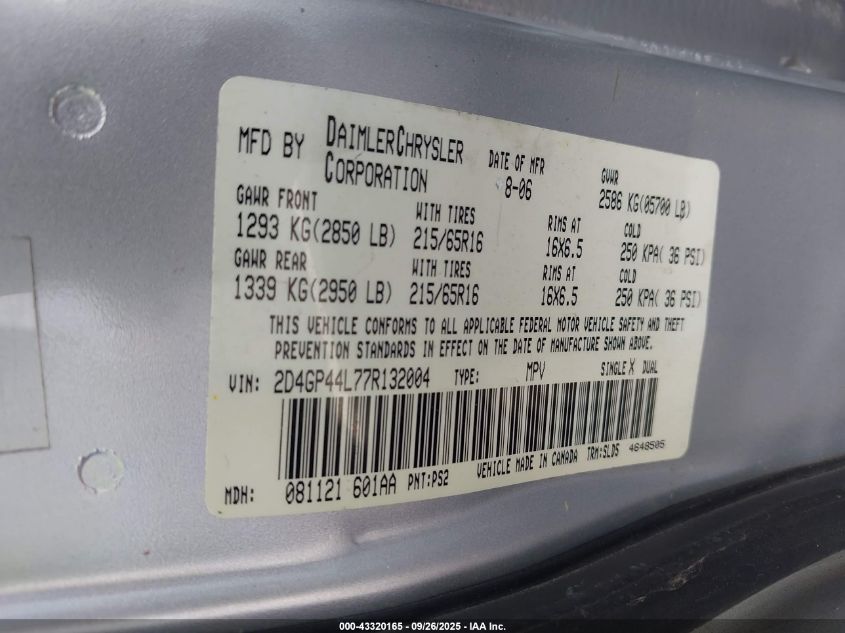 MFD BY DAIMLERCHRYSLER CORPORATION DATE OF MFR 8-06 GVWR 2586 KG(05700 LB)
GAWR FRONT WITH TIRES RIMS AT COLD
1293 KG(2850 LB) 215/65R16 16X6.5 250 KPA( 36 PSI)
GAWR REAR WITH TIRES RIMS AT COLD
1339 KG(2950 LB) 215/65R16 16X6.5 250 KPA( 36 PSI)
THIS VEHICLE CONFORMS TO ALL APPLICABLE FEDERAL MOTOR VEHICLE SAFETY AND THEFT
PREVENTION STANDARDS IN EFFECT ON THE DATE OF MANUFACTURE SHOWN ABOVE.
VIN: 2D4GP44L77R132004 TYPE: MPV SINGLE X DUAL
MDH: 081121 601AA PNT:PS2 VEHICLE MADE IN CANADA TRM:SLD5 4648505
000-43320165 - 09/26/2025 - IAA Inc.